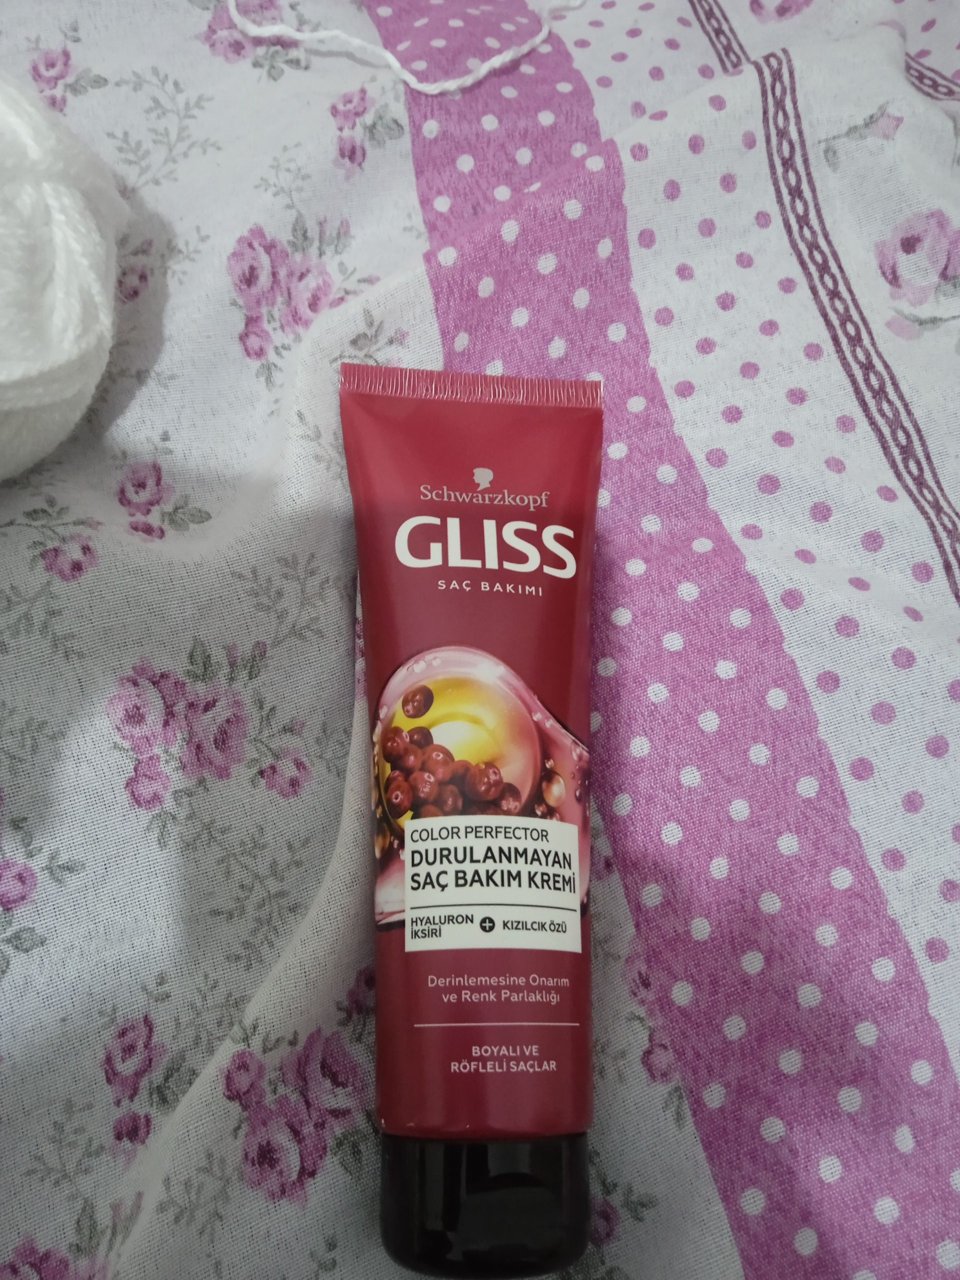 Schwarzkopf
GLISS
SAÇ BAKIMI
COLOR PERFECTOR
DURULANMAYAN
SAÇ BAKIM KREMİ
HYALURON
İKSİRİ
+
KIZILCIK ÖZÜ
Derinlemesine Onarım
ve Renk Parlaklığı
BOYALI VE
RÖFLELİ SAÇLAR